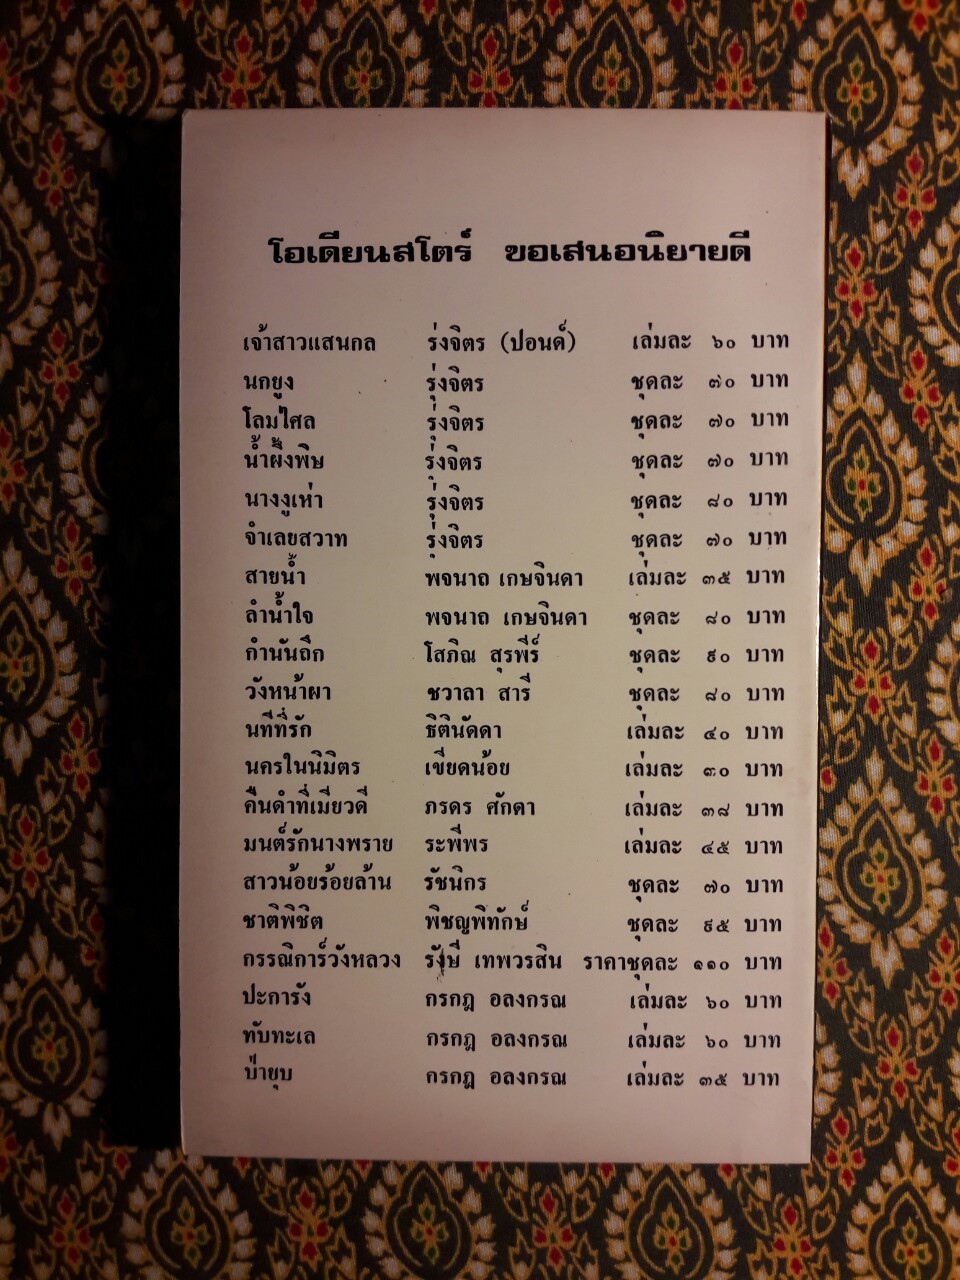 โอเดียนสโตร์ ขอเสนอนิยายดี
เจ้าสาวแสนกล รุ่งจิตร (ปอนด์) เล่มละ ๖๐ บาท
นกยูง รุ่งจิตร ชุดละ ๗๐ บาท
โลมไศล รุ่งจิตร ชุดละ ๗๐ บาท
น้ำผึ้งพิษ รุ่งจิตร ชุดละ ๗๐ บาท
นางงูเห่า รุ่งจิตร ชุดละ ๘๐ บาท
จำเลยสวาท รุ่งจิตร ชุดละ ๗๐ บาท
สายน้ำ พจนาถ เกษจินดา เล่มละ ๓๕ บาท
ลำน้ำใจ พจนาถ เกษจินดา ชุดละ ๘๐ บาท
กำนันถึก โสภิณ สุรพีร์ ชุดละ ๙๐ บาท
วังหน้าผา ชวาลา สารี ชุดละ ๘๐ บาท
นทีที่รัก ธิตินัดดา เล่มละ ๔๐ บาท
นครในนิมิตร เขียดน้อย เล่มละ ๓๐ บาท
คืนดำที่เมียวดี ภรดร ศักดา เล่มละ ๓๘ บาท
มนต์รักนางพราย ระพีพร เล่มละ ๔๕ บาท
สาวน้อยร้อยล้าน รัชนิกร ชุดละ ๗๐ บาท
ชาติพิชิต พิชญพิทักษ์ ชุดละ ๙๕ บาท
กรรณิการ์วังหลวง รังษี เทพวรสิน ราคาชุดละ ๑๑๐ บาท
ปะการัง กรกฎ อลงกรณ เล่มละ ๖๐ บาท
ทับทะเล กรกฎ อลงกรณ เล่มละ ๖๐ บาท
ป่ายุบ กรกฎ อลงกรณ เล่มละ ๓๕ บาท